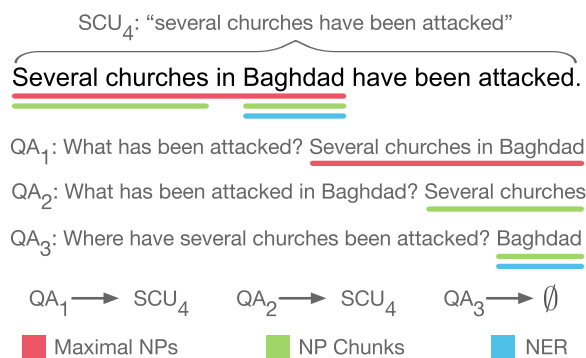 SCU4: “several churches have been attacked”
Several churches in Baghdad have been attacked.
QA1: What has been attacked? Several churches in Baghdad
QA2: What has been attacked in Baghdad? Several churches
QA3: Where have several churches been attacked? Baghdad
QA1 → SCU4 QA2 → SCU4 QA3 → ∅
Maximal NPs NP Chunks NER